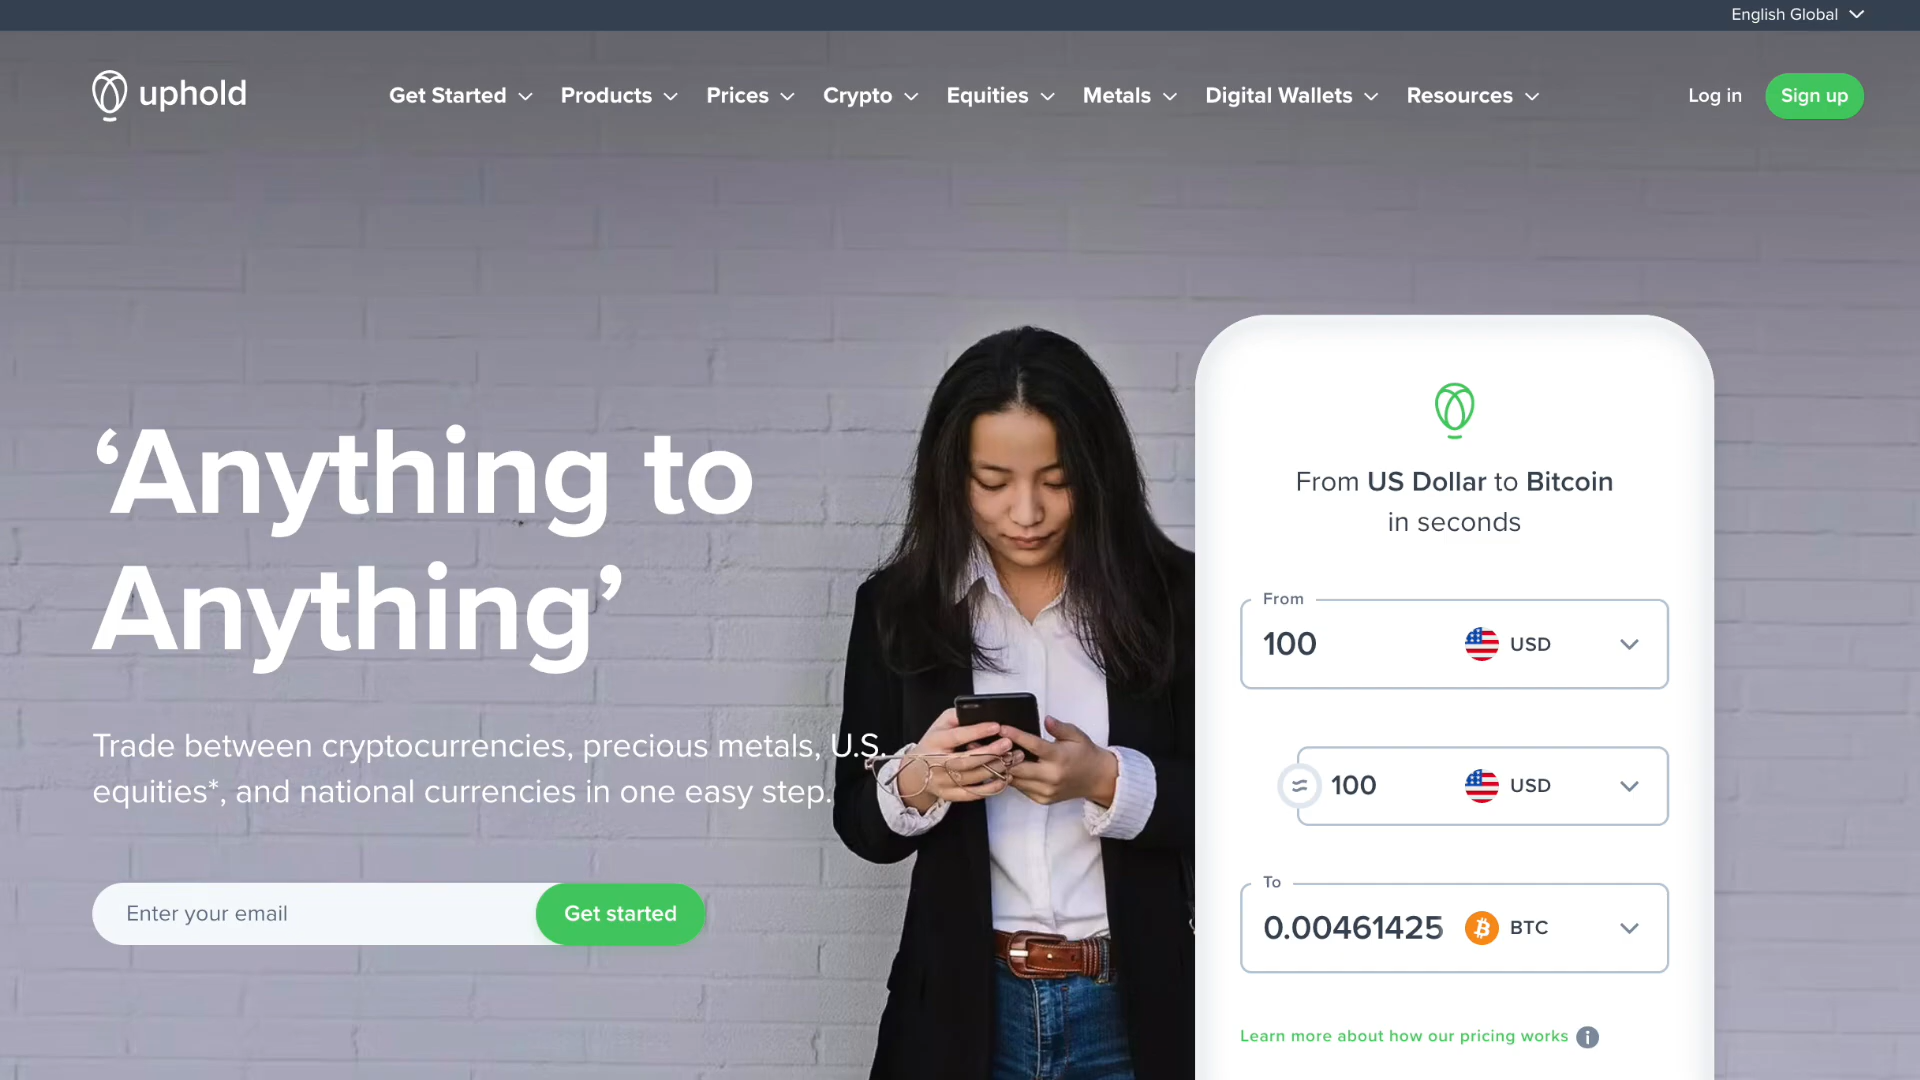 English Global
uphold
Get Started
Products
Prices
Crypto
Equities
Metals
Digital Wallets
Resources
Log in
Sign up
‘Anything to
Anything’
Trade between cryptocurrencies, precious metals, U.S.
equities*, and national currencies in one easy step.
Enter your email
Get started
From US Dollar to Bitcoin
in seconds
From
100
USD
100
USD
To
0.00461425
BTC
Learn more about how our pricing works